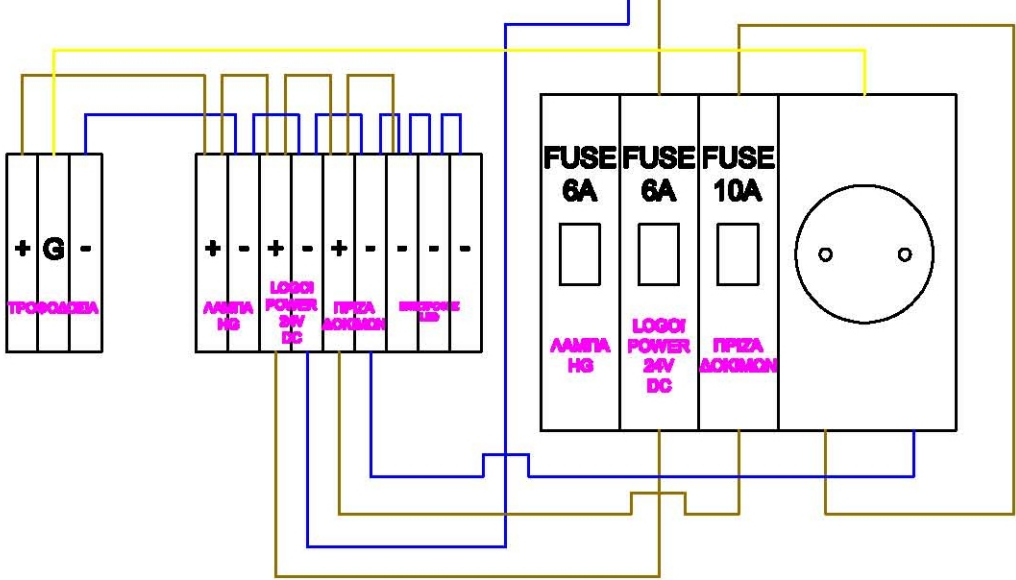 FUSE FUSE FUSE
6A 6A 10A
+ G -
+ - + - + - - - -
ΤΡΟΦΟΔΟΣΙΑ
ΛΑΜΠΑ
HG
LOGO!
POWER
24V
DC
ΠΡΙΖΑ
ΔΟΚΙΜΩΝ
LED
ΛΑΜΠΑ
HG
LOGO!
POWER
24V
DC
ΠΡΙΖΑ
ΔΟΚΙΜΩΝ